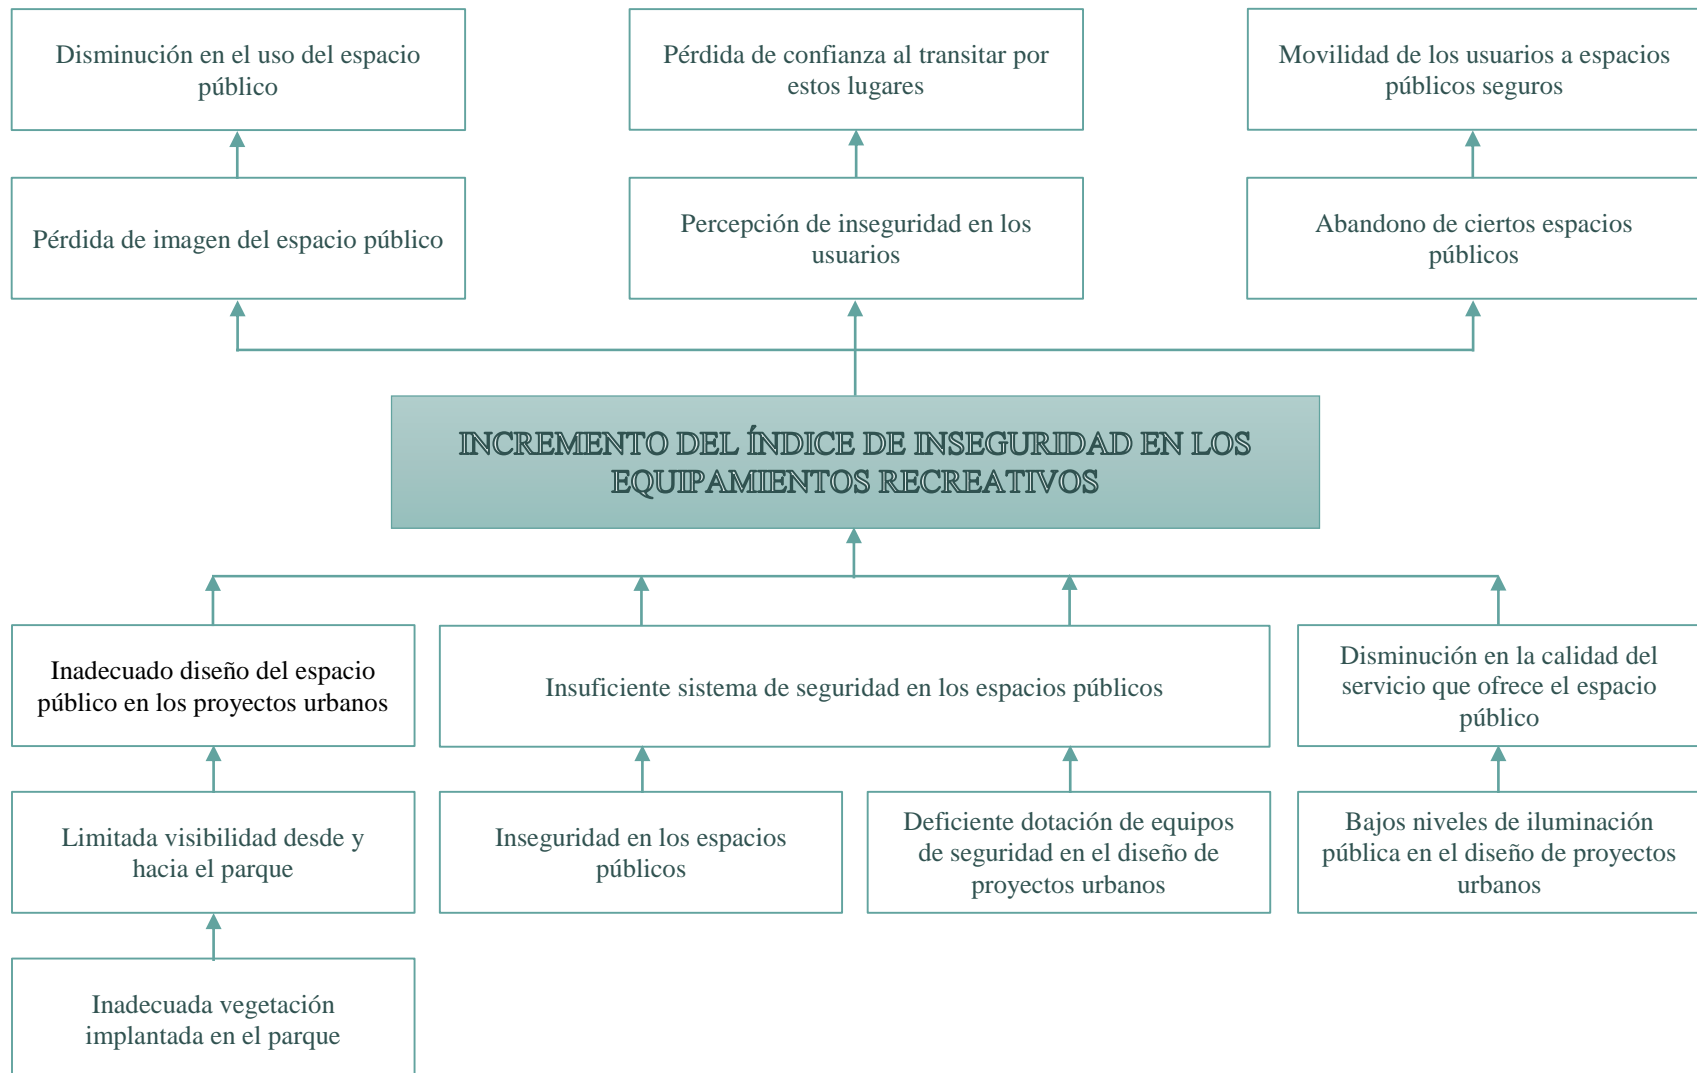 Disminución en el uso del espacio
público
Pérdida de confianza al transitar por
estos lugares
Movilidad de los usuarios a espacios
públicos seguros
Pérdida de imagen del espacio público
Percepción de inseguridad en los
usuarios
Abandono de ciertos espacios
públicos
INCREMENTO DEL ÍNDICE DE INSEGURIDAD EN LOS
EQUIPAMIENTOS RECREATIVOS
Inadecuado diseño del espacio
público en los proyectos urbanos
Insuficiente sistema de seguridad en los espacios públicos
Disminución en la calidad del
servicio que ofrece el espacio
público
Limitada visibilidad desde y
hacia el parque
Inseguridad en los espacios
públicos
Deficiente dotación de equipos
de seguridad en el diseño de
proyectos urbanos
Bajos niveles de iluminación
pública en el diseño de proyectos
urbanos
Inadecuada vegetación
implantada en el parque